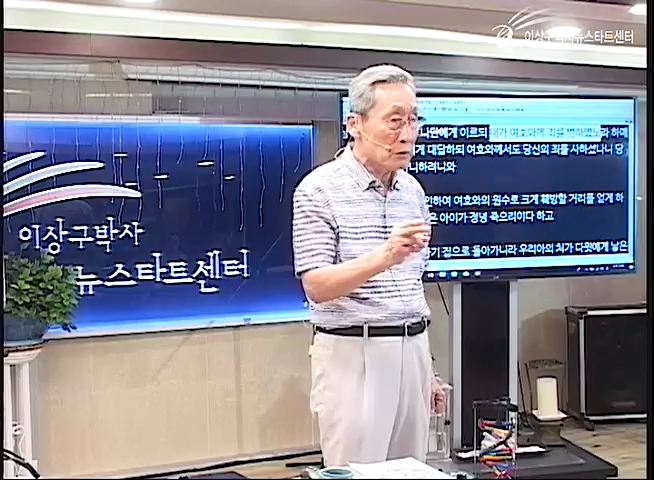 이상구박사뉴스타트센터
이상구박사
뉴스타트센터
나단에게 이르되 내가 여호와께 죄를 범하였노라 하매
게 대답하되 여호와께서도 당신의 죄를 사하셨나니 당
니하려니와
인하여 여호와의 원수로 크게 훼방할 거리를 얻게 하
은 아이가 정녕 죽으리이다 하고
기 집으로 돌아가니라 우리아의 처가 다윗에게 낳은